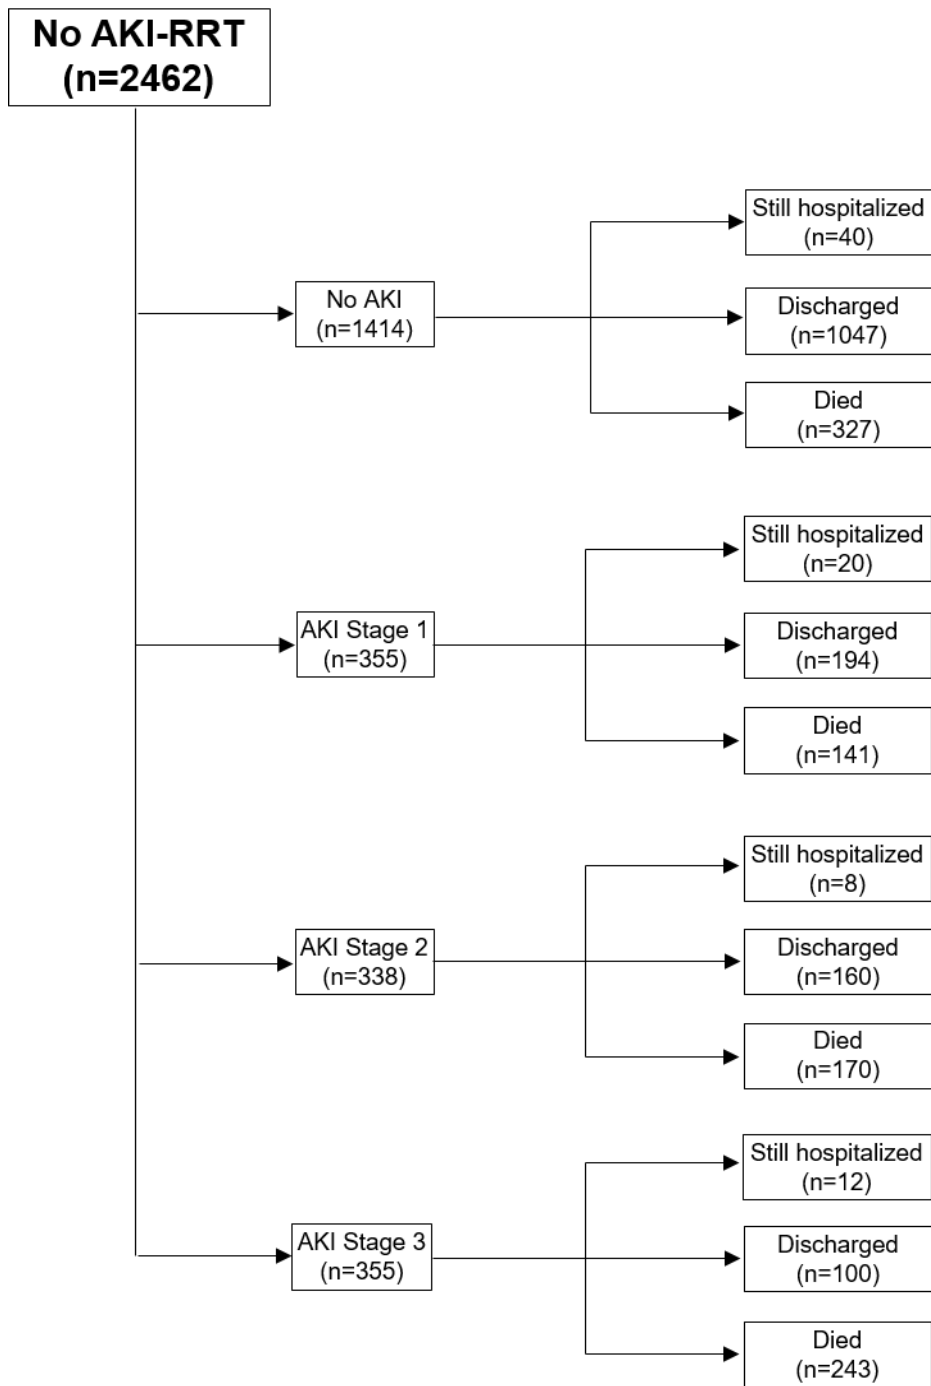 No AKI-RRT
(n=2462)
No AKI
(n=1414)
Still hospitalized
(n=40)
Discharged
(n=1047)
Died
(n=327)
AKI Stage 1
(n=355)
Still hospitalized
(n=20)
Discharged
(n=194)
Died
(n=141)
AKI Stage 2
(n=338)
Still hospitalized
(n=8)
Discharged
(n=160)
Died
(n=170)
AKI Stage 3
(n=355)
Still hospitalized
(n=12)
Discharged
(n=100)
Died
(n=243)